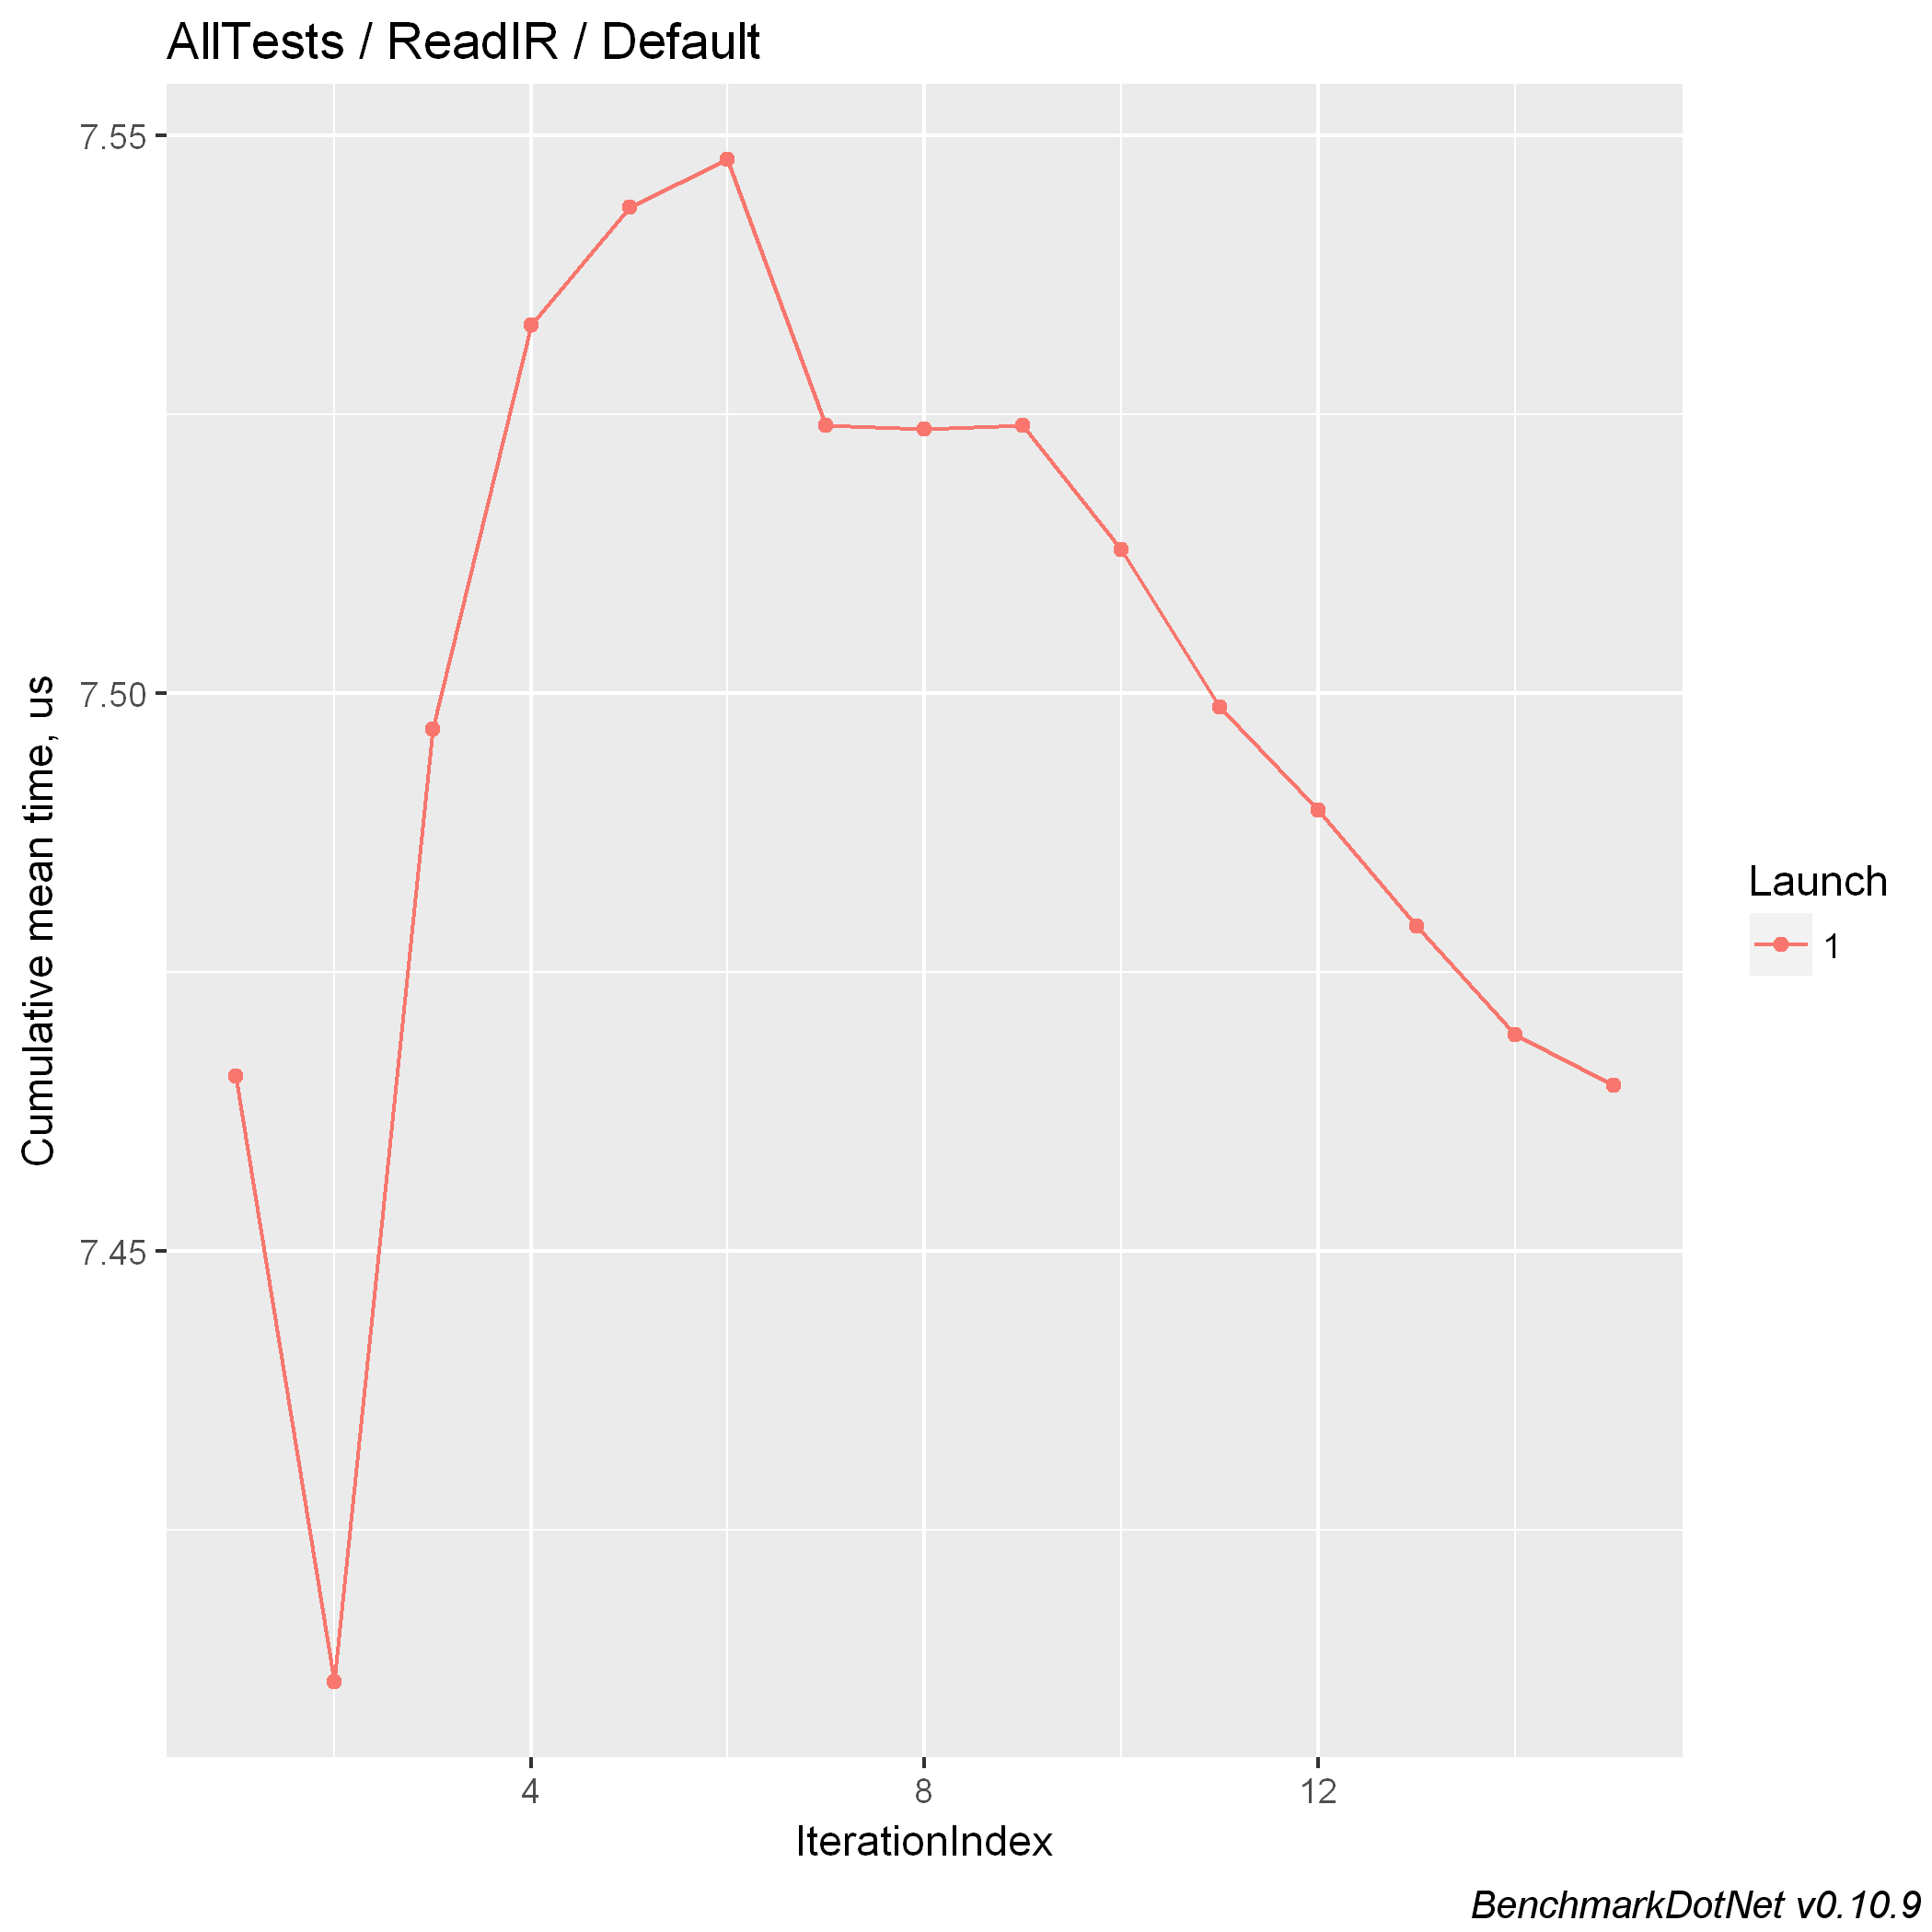 AllTests / ReadIR / Default
Cumulative mean time, us
7.55
7.50
7.45
4
8
12
IterationIndex
Launch
1
BenchmarkDotNet v0.10.9